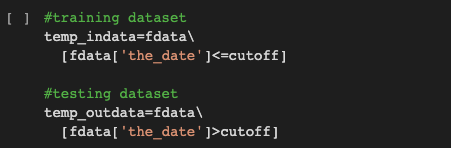 [ ] #training dataset
temp_indata=fdata\
[fdata['the_date']<=cutoff]
#testing dataset
temp_outdata=fdata\
[fdata['the_date']>cutoff]